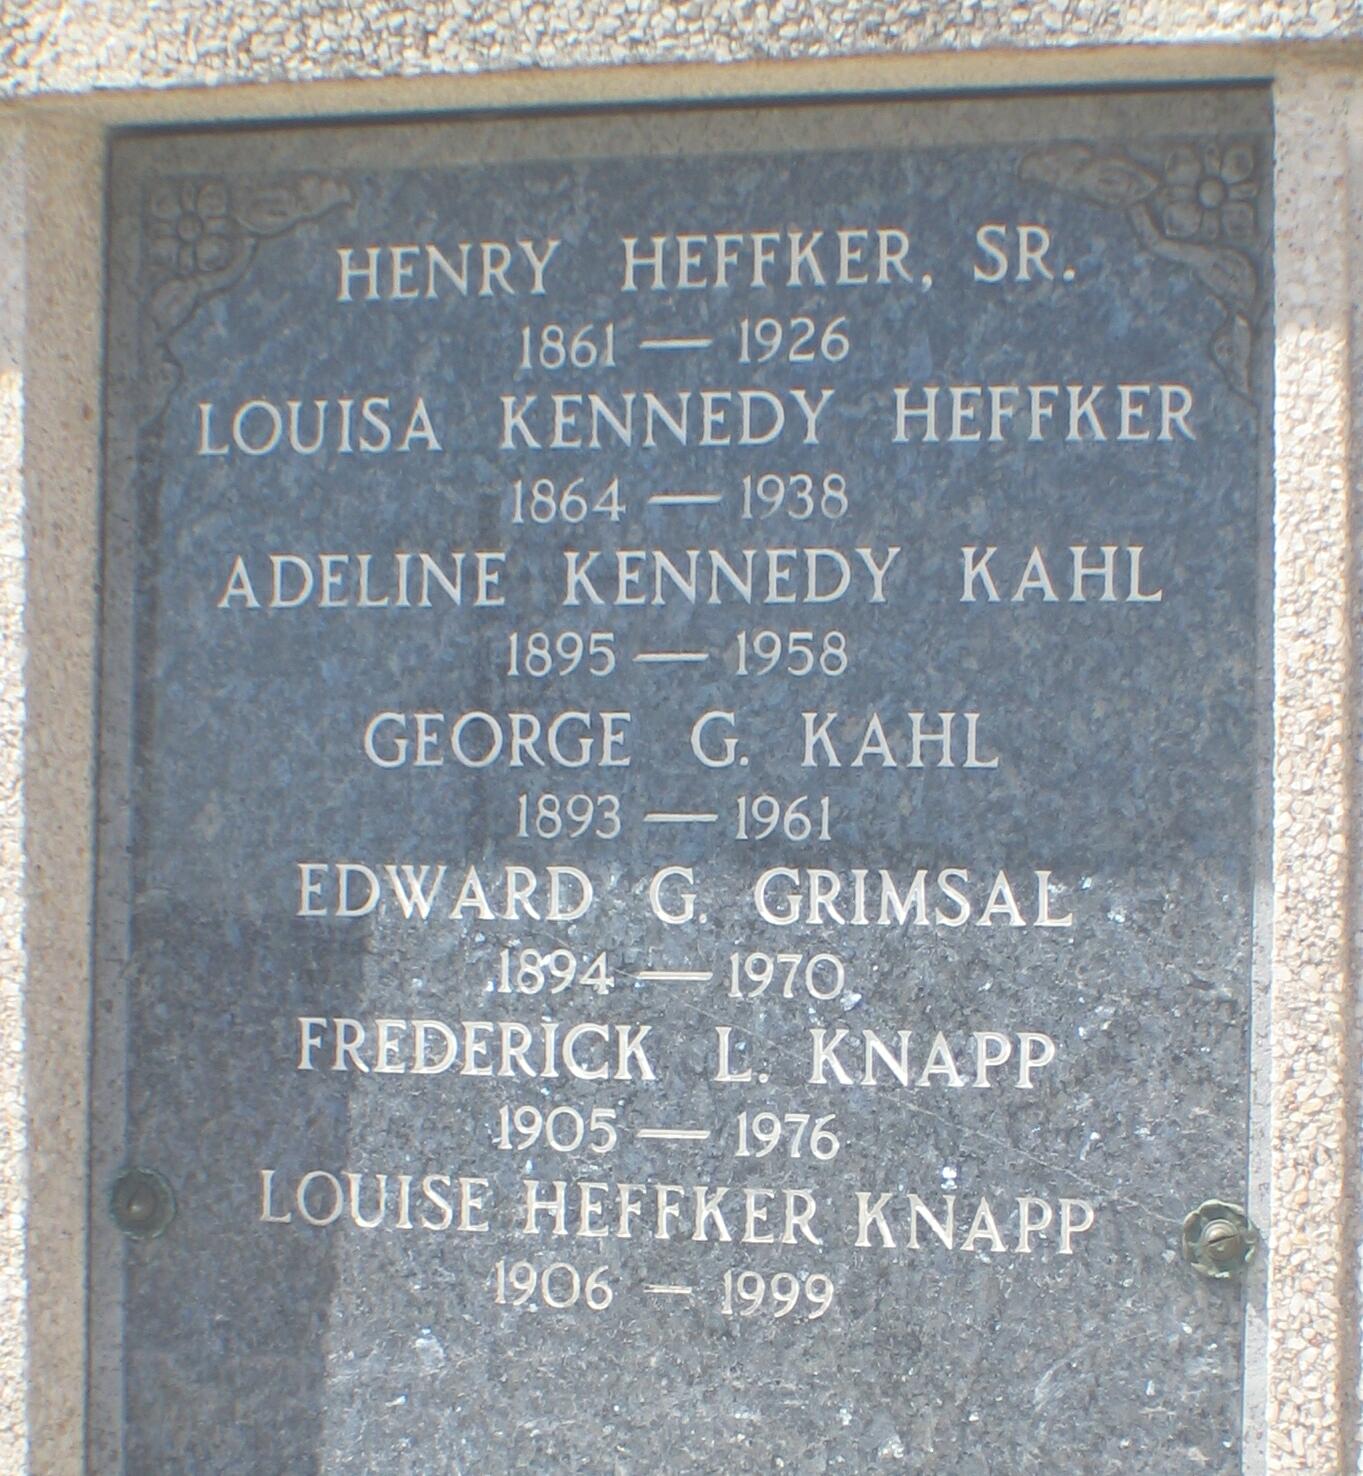 HENRY HEFFKER, SR.
1861 — 1926
LOUISA KENNEDY HEFFKER
1864 — 1938
ADELINE KENNEDY KAHL
1895 — 1958
GEORGE G. KAHL
1893 — 1961
EDWARD G. GRIMSAL
1894 — 1970
FREDERICK L. KNAPP
1905 — 1976
LOUISE HEFFKER KNAPP
1906 — 1999